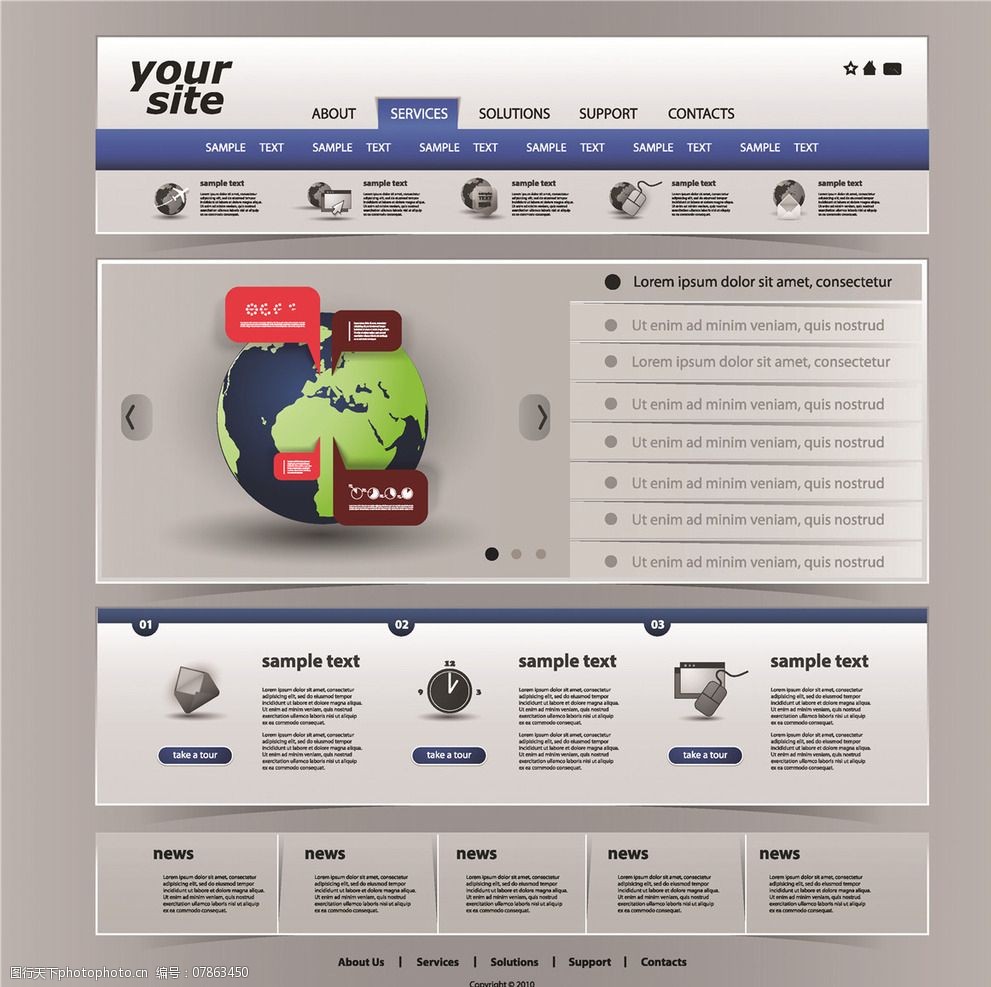 your
site
ABOUT SERVICES SOLUTIONS SUPPORT CONTACTS
SAMPLE TEXT SAMPLE TEXT SAMPLE TEXT SAMPLE TEXT SAMPLE TEXT SAMPLE TEXT
sample text sample text sample text sample text sample text
Lorem ipsum dolor sit amet, consectetur
Ut enim ad minim veniam, quis nostrud
Lorem ipsum dolor sit amet, consectetur
Ut enim ad minim veniam, quis nostrud
Ut enim ad minim veniam, quis nostrud
Ut enim ad minim veniam, quis nostrud
Ut enim ad minim veniam, quis nostrud
Ut enim ad minim veniam, quis nostrud
01 02 03
sample text
Lorem ipsum dolor sit amet, consectetur
adipisicing elit, sed do eiusmod tempor
incididunt ut labore et dolore magna aliqua.
Ut enim ad minim veniam, quis nostrud
exercitation ullamco laboris nisi ut aliquip
ex ea commodo consequat.
Lorem ipsum dolor sit amet, consectetur
incididunt ut labore et dolore magna aliqua.
Ut enim ad minim veniam, quis nostrud
exercitation ullamco laboris nisi ut aliquip
ex ea commodo consequat.
take a tour
12
9 3
sample text
Lorem ipsum dolor sit amet, consectetur
adipisicing elit, sed do eiusmod tempor
incididunt ut labore et dolore magna aliqua.
Ut enim ad minim veniam, quis nostrud
exercitation ullamco laboris nisi ut aliquip
ex ea commodo consequat.
Lorem ipsum dolor sit amet, consectetur
incididunt ut labore et dolore magna aliqua.
Ut enim ad minim veniam, quis nostrud
exercitation ullamco laboris nisi ut aliquip
ex ea commodo consequat.
take a tour
sample text
Lorem ipsum dolor sit amet, consectetur
adipisicing elit, sed do eiusmod tempor
incididunt ut labore et dolore magna aliqua.
Ut enim ad minim veniam, quis nostrud
exercitation ullamco laboris nisi ut aliquip
ex ea commodo consequat.
Lorem ipsum dolor sit amet, consectetur
incididunt ut labore et dolore magna aliqua.
Ut enim ad minim veniam, quis nostrud
exercitation ullamco laboris nisi ut aliquip
ex ea commodo consequat.
take a tour
news
Lorem ipsum dolor sit amet, consectetur
adipisicing elit, sed do eiusmod tempor
incididunt ut labore et dolore magna aliqua.
Ut enim ad minim veniam, quis nostrud
exercitation ullamco laboris nisi ut aliquip
ex ea commodo consequat.
news
Lorem ipsum dolor sit amet, consectetur
adipisicing elit, sed do eiusmod tempor
incididunt ut labore et dolore magna aliqua.
Ut enim ad minim veniam, quis nostrud
exercitation ullamco laboris nisi ut aliquip
ex ea commodo consequat.
news
Lorem ipsum dolor sit amet, consectetur
adipisicing elit, sed do eiusmod tempor
incididunt ut labore et dolore magna aliqua.
Ut enim ad minim veniam, quis nostrud
exercitation ullamco laboris nisi ut aliquip
ex ea commodo consequat.
news
Lorem ipsum dolor sit amet, consectetur
adipisicing elit, sed do eiusmod tempor
incididunt ut labore et dolore magna aliqua.
Ut enim ad minim veniam, quis nostrud
exercitation ullamco laboris nisi ut aliquip
ex ea commodo consequat.
news
Lorem ipsum dolor sit amet, consectetur
adipisicing elit, sed do eiusmod tempor
incididunt ut labore et dolore magna aliqua.
Ut enim ad minim veniam, quis nostrud
exercitation ullamco laboris nisi ut aliquip
ex ea commodo consequat.
About Us | Services | Solutions | Support | Contacts
图行天下photophoto.cn 编号:07863450
Copyright © 2010